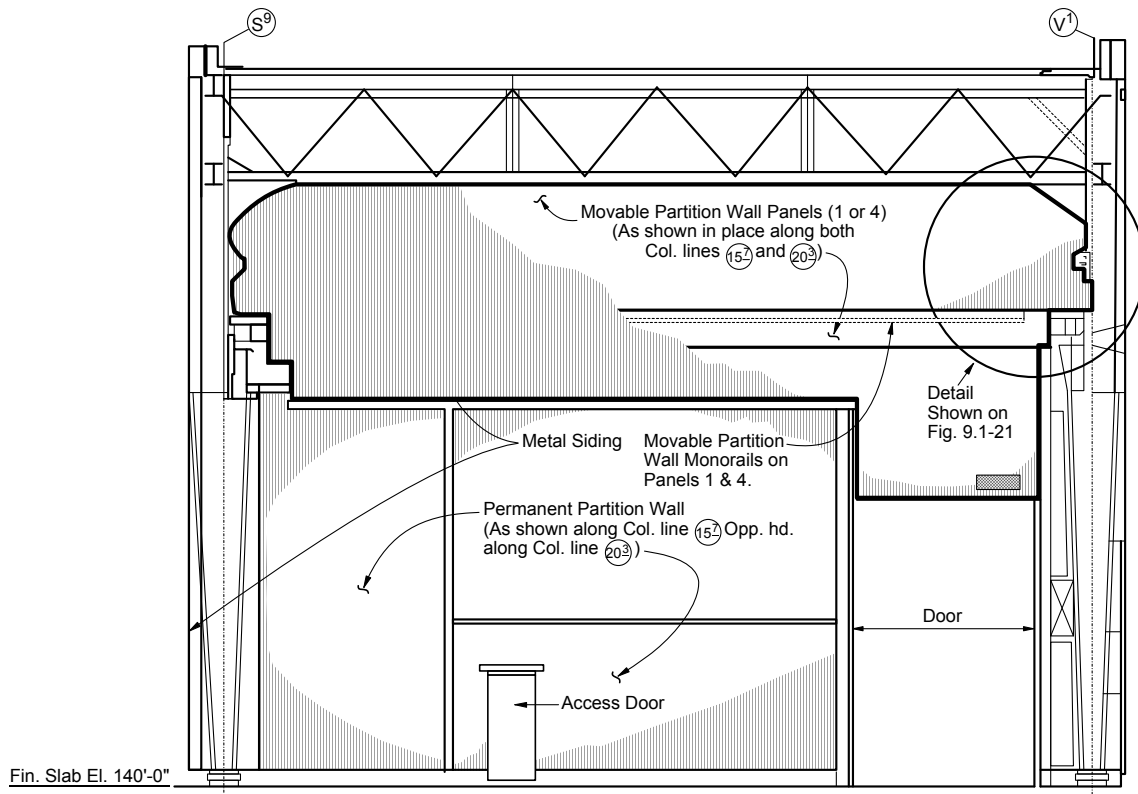 S9
V1
Movable Partition Wall Panels (1 or 4)
(As shown in place along both
Col. lines 15⁷ and 20³)
Detail
Shown on
Fig. 9.1-21
Metal Siding
Movable Partition
Wall Monorails on
Panels 1 & 4.
Permanent Partition Wall
(As shown along Col. line 15⁷ Opp. hd.
along Col. line 20³)
Door
Access Door
Fin. Slab El. 140'-0"